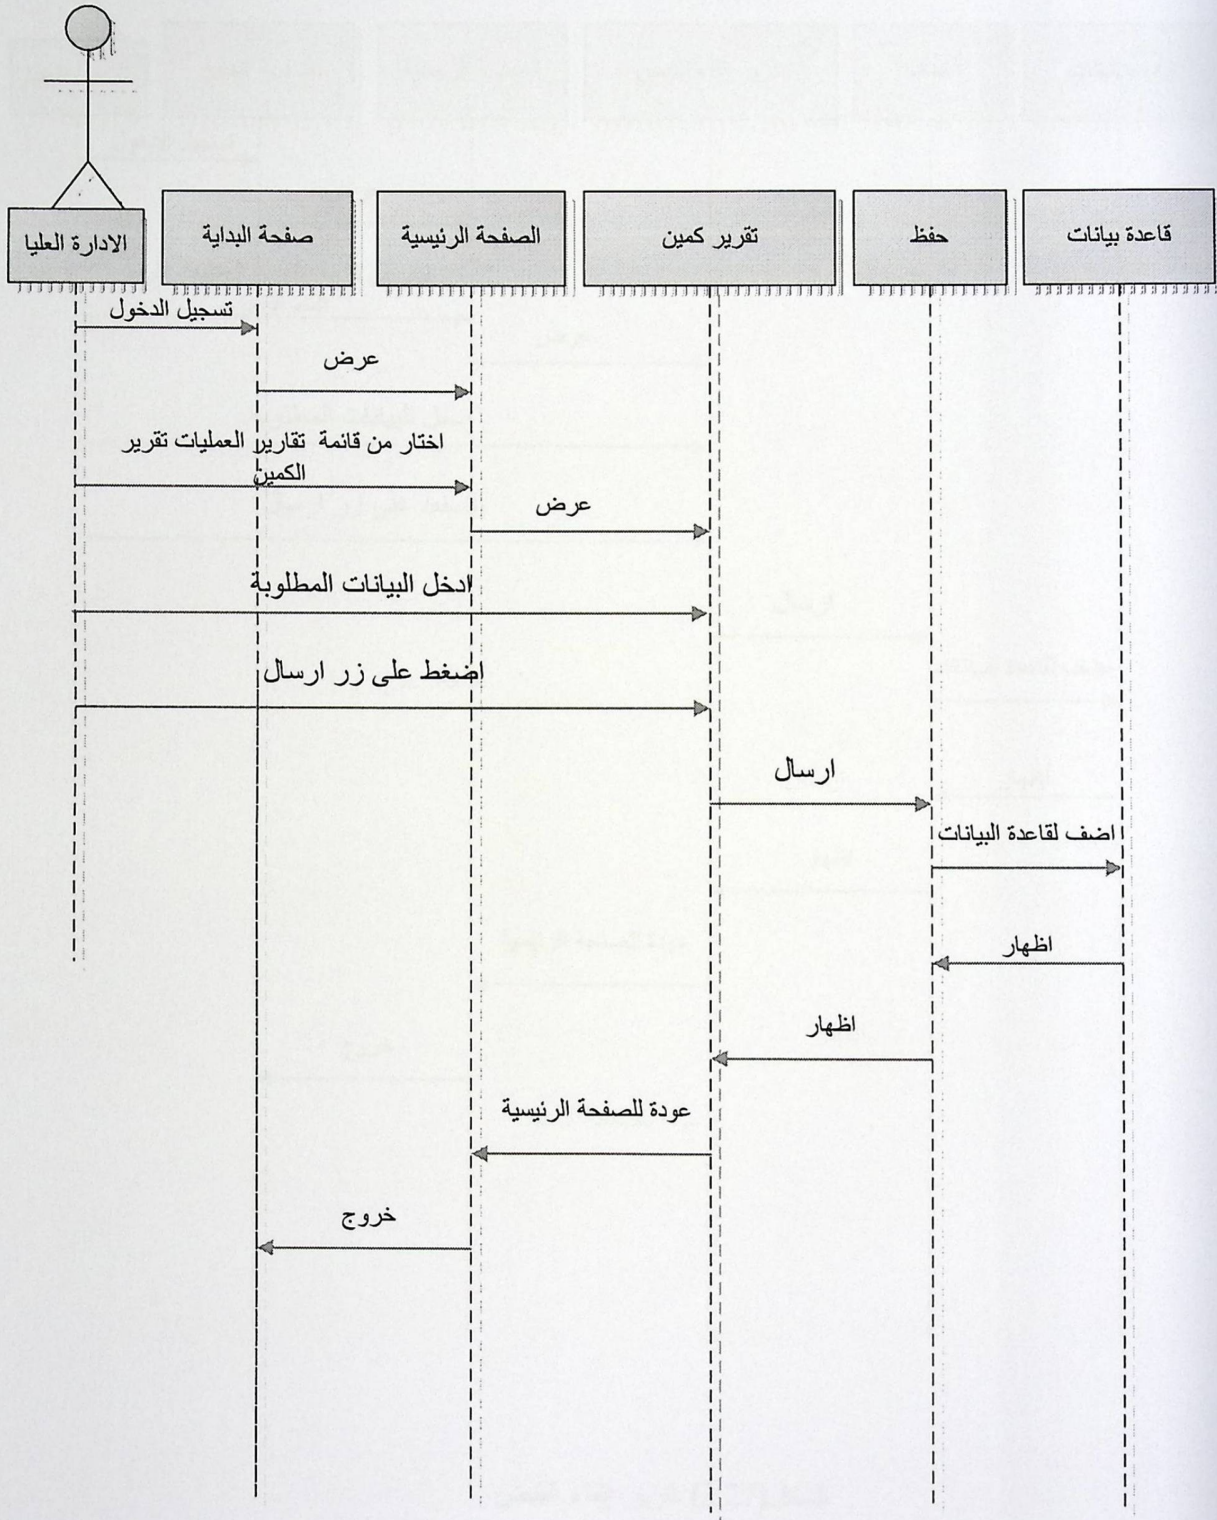 الادارة العليا
صفحة البداية
الصفحة الرئيسية
تقرير كمين
حفظ
قاعدة بيانات
تسجيل الدخول
عرض
اختار من قائمة تقارير العمليات تقرير
الكمين
عرض
ادخل البيانات المطلوبة
اضغط على زر ارسال
ارسال
اضف لقاعدة البيانات
اظهار
اظهار
عودة للصفحة الرئيسية
خروج